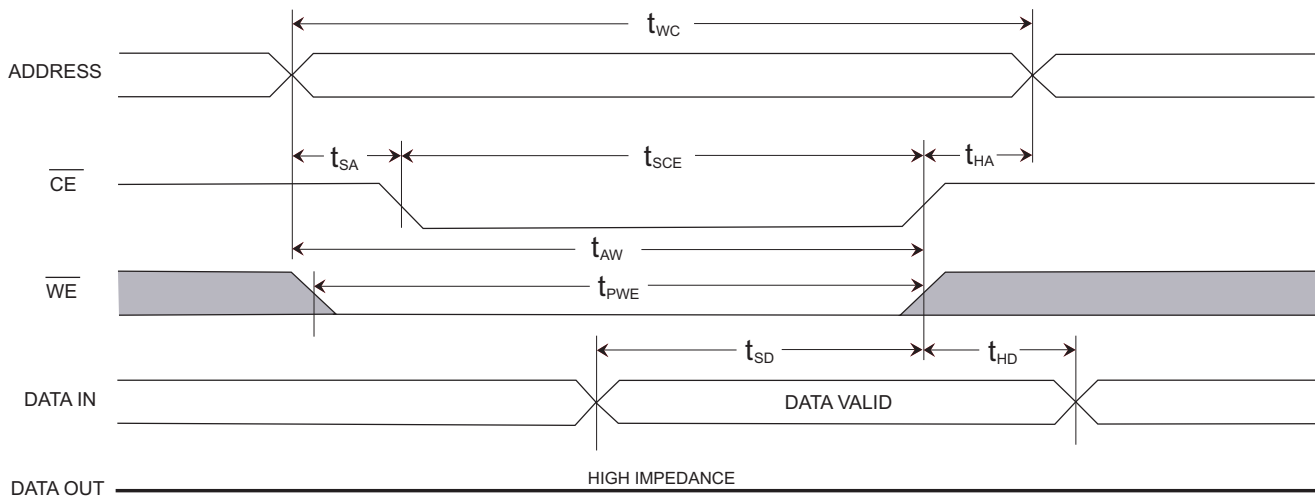 tWC
ADDRESS
tSA tSCE tHA
CE
tAW
WE
tPWE
tSD tHD
DATA IN DATA VALID
HIGH IMPEDANCE
DATA OUT